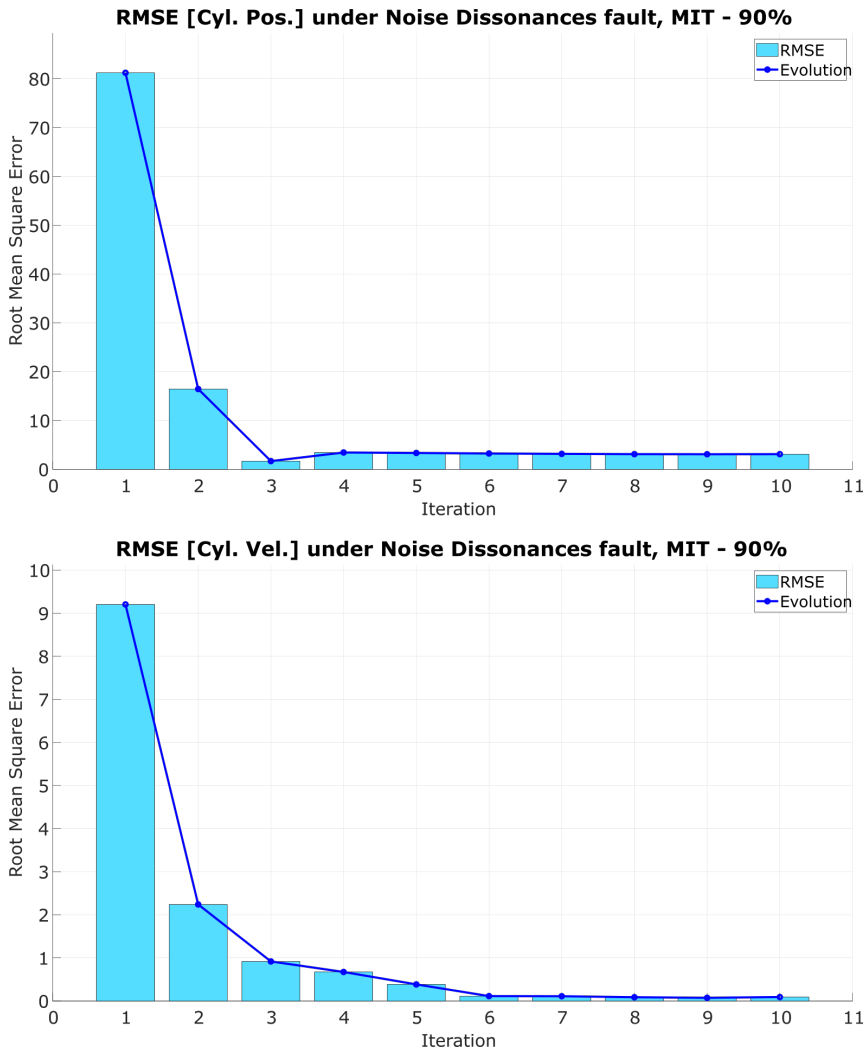 RMSE [Cyl. Pos.] under Noise Dissonances fault, MIT - 90%
RMSE
Evolution
Root Mean Square Error
80
70
60
50
40
30
20
10
0
0 1 2 3 4 5 6 7 8 9 10 11
Iteration
RMSE [Cyl. Vel.] under Noise Dissonances fault, MIT - 90%
RMSE
Evolution
Root Mean Square Error
10
9
8
7
6
5
4
3
2
1
0
0 1 2 3 4 5 6 7 8 9 10 11
Iteration